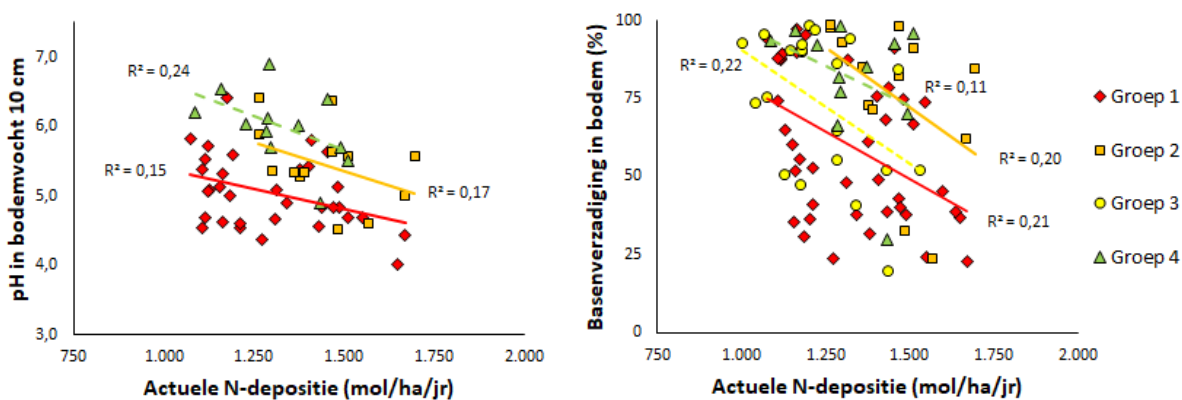 pH in bodemvocht 10 cm
7,0
6,0
5,0
4,0
3,0
R² = 0,24
R² = 0,15
R² = 0,17
750 1.000 1.250 1.500 1.750 2.000
Actuele N-depositie (mol/ha/jr)
Basenverzadiging in bodem (%)
100
75
50
25
0
R² = 0,22
R² = 0,11
R² = 0,20
R² = 0,21
750 1.000 1.250 1.500 1.750 2.000
Actuele N-depositie (mol/ha/jr)
Groep 1
Groep 2
Groep 3
Groep 4